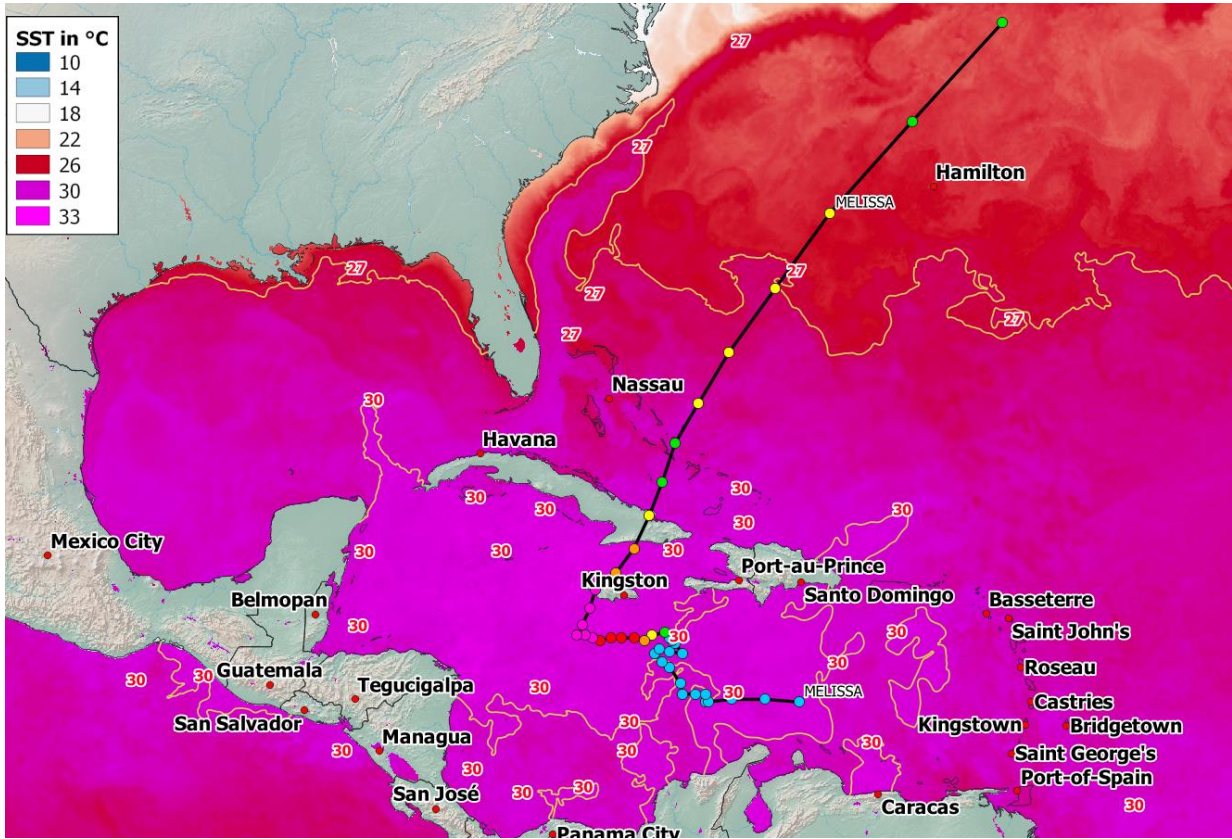 SST in °C
10
14
18
22
26
30
33
27
27
27
27
27
27
27
Hamilton
MELISSA
Nassau
30
Havana
30
30
30
30
30
30
30
30
Mexico City
Port-au-Prince
Kingston
Santo Domingo
Belmopan
Basseterre
Saint John's
30
30
30
30
30
Guatemala
Tegucigalpa
Roseau
30
30
MELISSA
San Salvador
Castries
Kingstown
Bridgetown
30
30
Managua
Saint George's
30
30
30
Port-of-Spain
San José
30
30
Caracas
30
Panama City